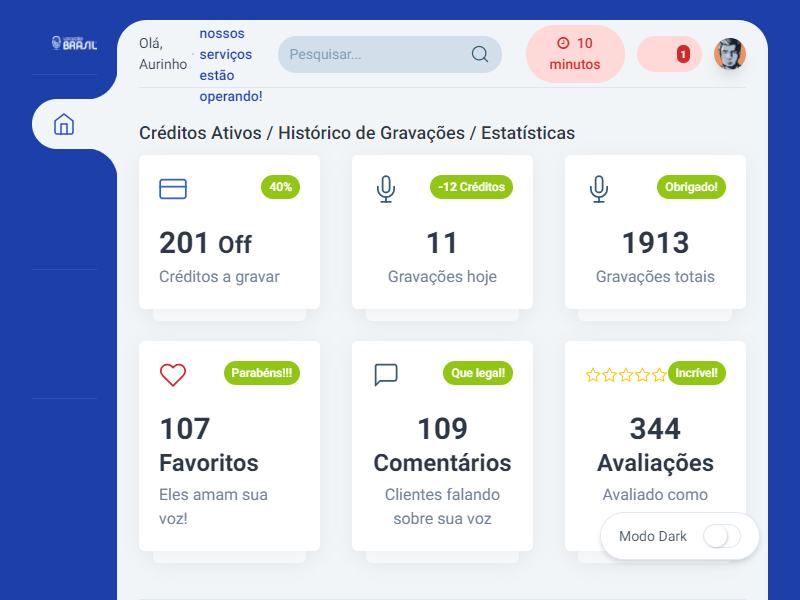 BRASIL
Olá,
Aurinho
nossos
serviços
estão
operando!
Pesquisar...
10
minutos
1
Créditos Ativos / Histórico de Gravações / Estatísticas
40%
201 Off
Créditos a gravar
-12 Créditos
11
Gravações hoje
Obrigado!
1913
Gravações totais
Parabéns!!!
107
Favoritos
Eles amam sua
voz!
Que legal!
109
Comentários
Clientes falando
sobre sua voz
Incrível!
344
Avaliações
Avaliado como
Modo Dark